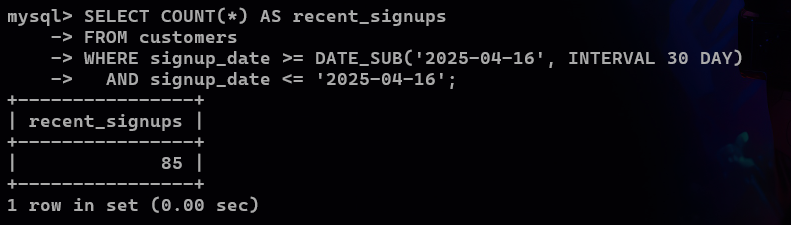 mysql> SELECT COUNT(*) AS recent_signups
    -> FROM customers
    -> WHERE signup_date >= DATE_SUB('2025-04-16', INTERVAL 30 DAY)
    ->   AND signup_date <= '2025-04-16';
+----------------+
| recent_signups |
+----------------+
|             85 |
+----------------+
1 row in set (0.00 sec)